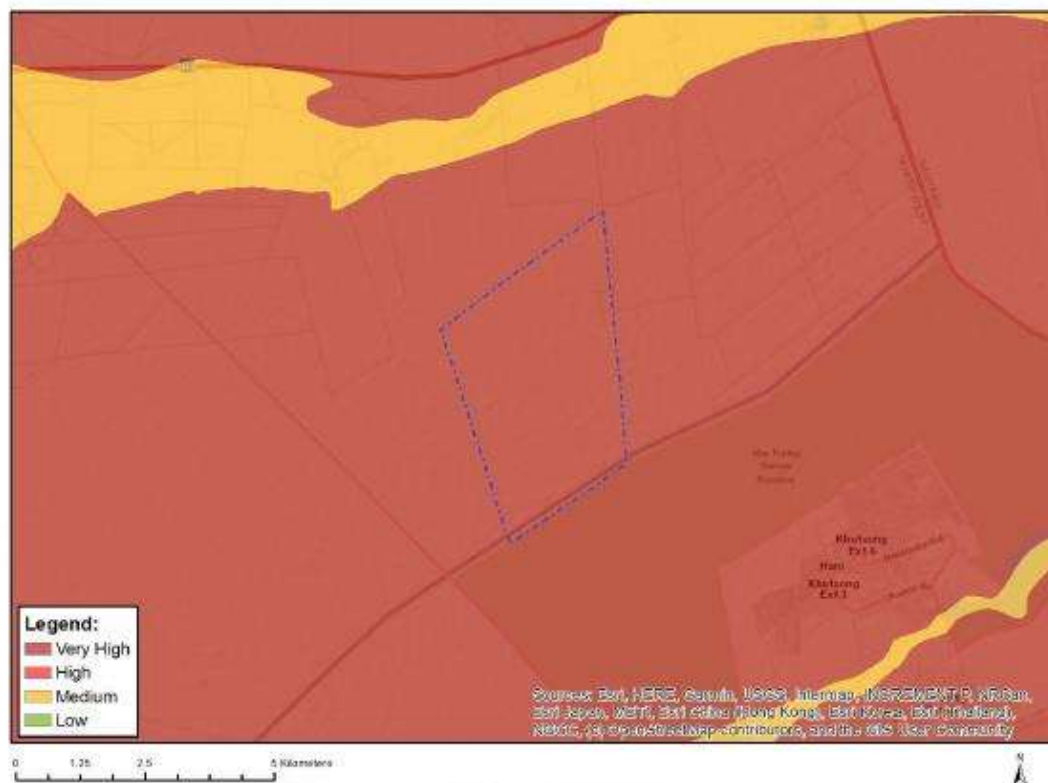 Khutsong
Ext 6
Hani
Khutsong
Ext 3
Legend:
Very High
High
Medium
Low
Sources: Esri, HERE, Garmin, USGS, Intermap, INCREMENT P, NRCan,
Esri Japan, METI, Esri China (Hong Kong), Esri Korea, Esri (Thailand),
NGCC, (c) OpenStreetMap contributors, and the GIS User Community
0 1.25 2.5 5 Kilometers
N